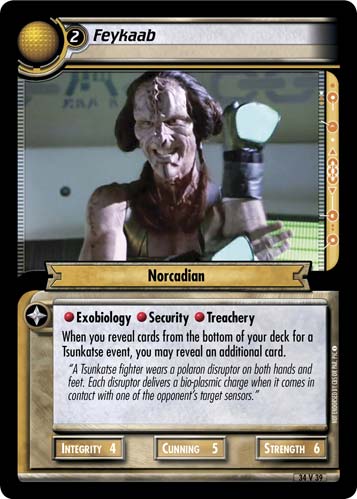 2 Feykaab
Norcadian
Exobiology Security Treachery
When you reveal cards from the bottom of your deck for a
Tsunkatse event, you may reveal an additional card.
"A Tsunkatse fighter wears a polaron disruptor on both hands and
feet. Each disruptor delivers a bio-plasmic charge when it comes in
contact with one of the opponent's target sensors."
INTEGRITY 4 CUNNING 5 STRENGTH 6
34 V 39